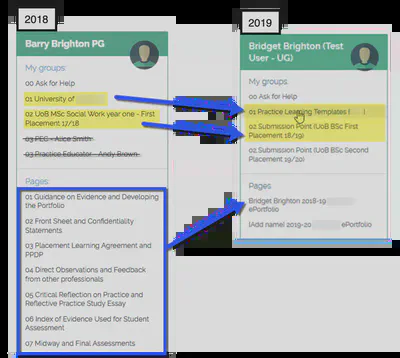 2018
Barry Brighton PG
My groups:
00 Ask for Help
01 University of
02 UoB MSc Social Work year one - First
Placement 17/18
03 PEC - Alice Smith
03 Practice Educator - Andy Brown
Pages:
01 Guidance on Evidence and Developing
the Portfolio
02 Front Sheet and Confidentiality
Statements
03 Placement Learning Agreement and
PPDP
04 Direct Observations and Feedback
from other professionals
05 Critical Reflection on Practice and
Reflective Practice Study Essay
06 Index of Evidence Used for Student
Assessment
07 Midway and Final Assessments
2019
Bridget Brighton (Test
User - UG)
My groups:
00 Ask for Help
01 Practice Learning Templates (
02 Submission Point (UoB BSc First
Placement 18/19)
02 Submission Point (UoB BSc Second
Placement 19/20)
Pages
Bridget Brighton 2018-19
ePortfolio
[Add name] 2019-20 ePortfolio